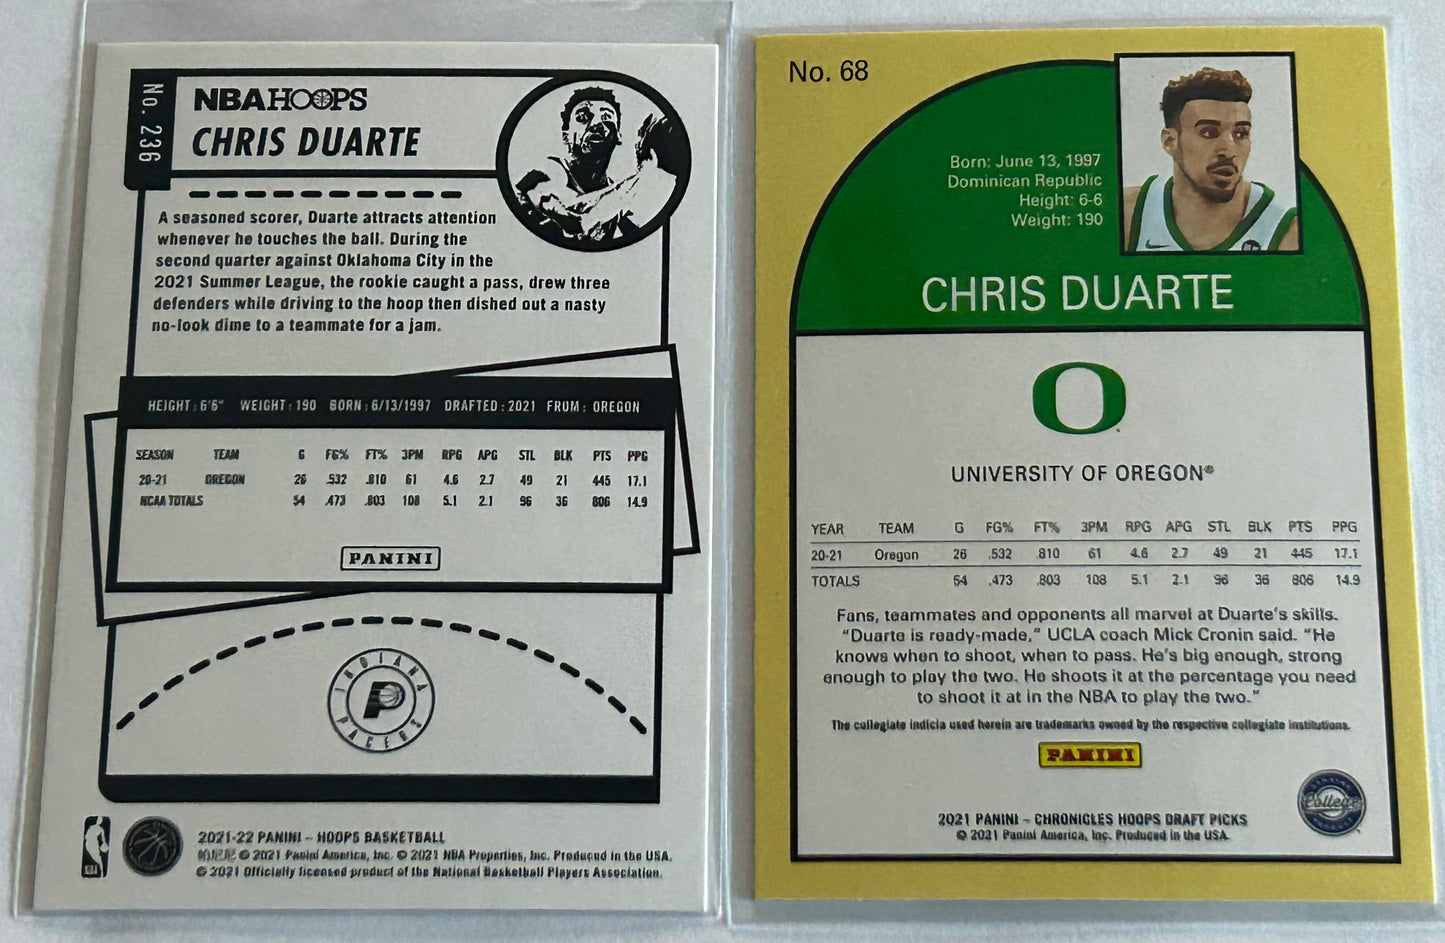 No. 236
NBA HOOPS
CHRIS DUARTE
A seasoned scorer, Duarte attracts attention
whenever he touches the ball. During the
second quarter against Oklahoma City in the
2021 Summer League, the rookie caught a pass, drew three
defenders while driving to the hoop then dished out a nasty
no-look dime to a teammate for a jam.
HEIGHT: 6'6" WEIGHT: 190 BORN: 6/13/1997 DRAFTED: 2021 FROM: OREGON
SEASON TEAM G FG% FT% 3PM RPG APG STL BLK PTS PPG
20-21 OREGON 26 .532 .810 61 4.6 2.7 49 21 445 17.1
NCAA TOTALS 54 .473 .803 108 5.1 2.1 96 36 806 14.9
PANINI
INDIANA
P
PACERS
2021-22 PANINI – HOOPS BASKETBALL
© 2021 Panini America, Inc. © 2021 NBA Properties, Inc. Produced in the USA.
© 2021 Officially licensed product of the National Basketball Players Association.
No. 68
Born: June 13, 1997
Dominican Republic
Height: 6-6
Weight: 190
CHRIS DUARTE
O
UNIVERSITY OF OREGON®
YEAR TEAM G FG% FT% 3PM RPG APG STL BLK PTS PPG
20-21 Oregon 26 .532 .810 61 4.6 2.7 49 21 445 17.1
TOTALS 54 .473 .803 108 5.1 2.1 96 36 806 14.9
Fans, teammates and opponents all marvel at Duarte's skills.
"Duarte is ready-made," UCLA coach Mick Cronin said. "He
knows when to shoot, when to pass. He's big enough, strong
enough to play the two. He shoots it at the percentage you need
to shoot it at in the NBA to play the two."
The collegiate indicia used herein are trademarks owned by the respective collegiate institutions.
PANINI
College
2021 PANINI – CHRONICLES HOOPS DRAFT PICKS
© 2021 Panini America, Inc. Produced in the USA.